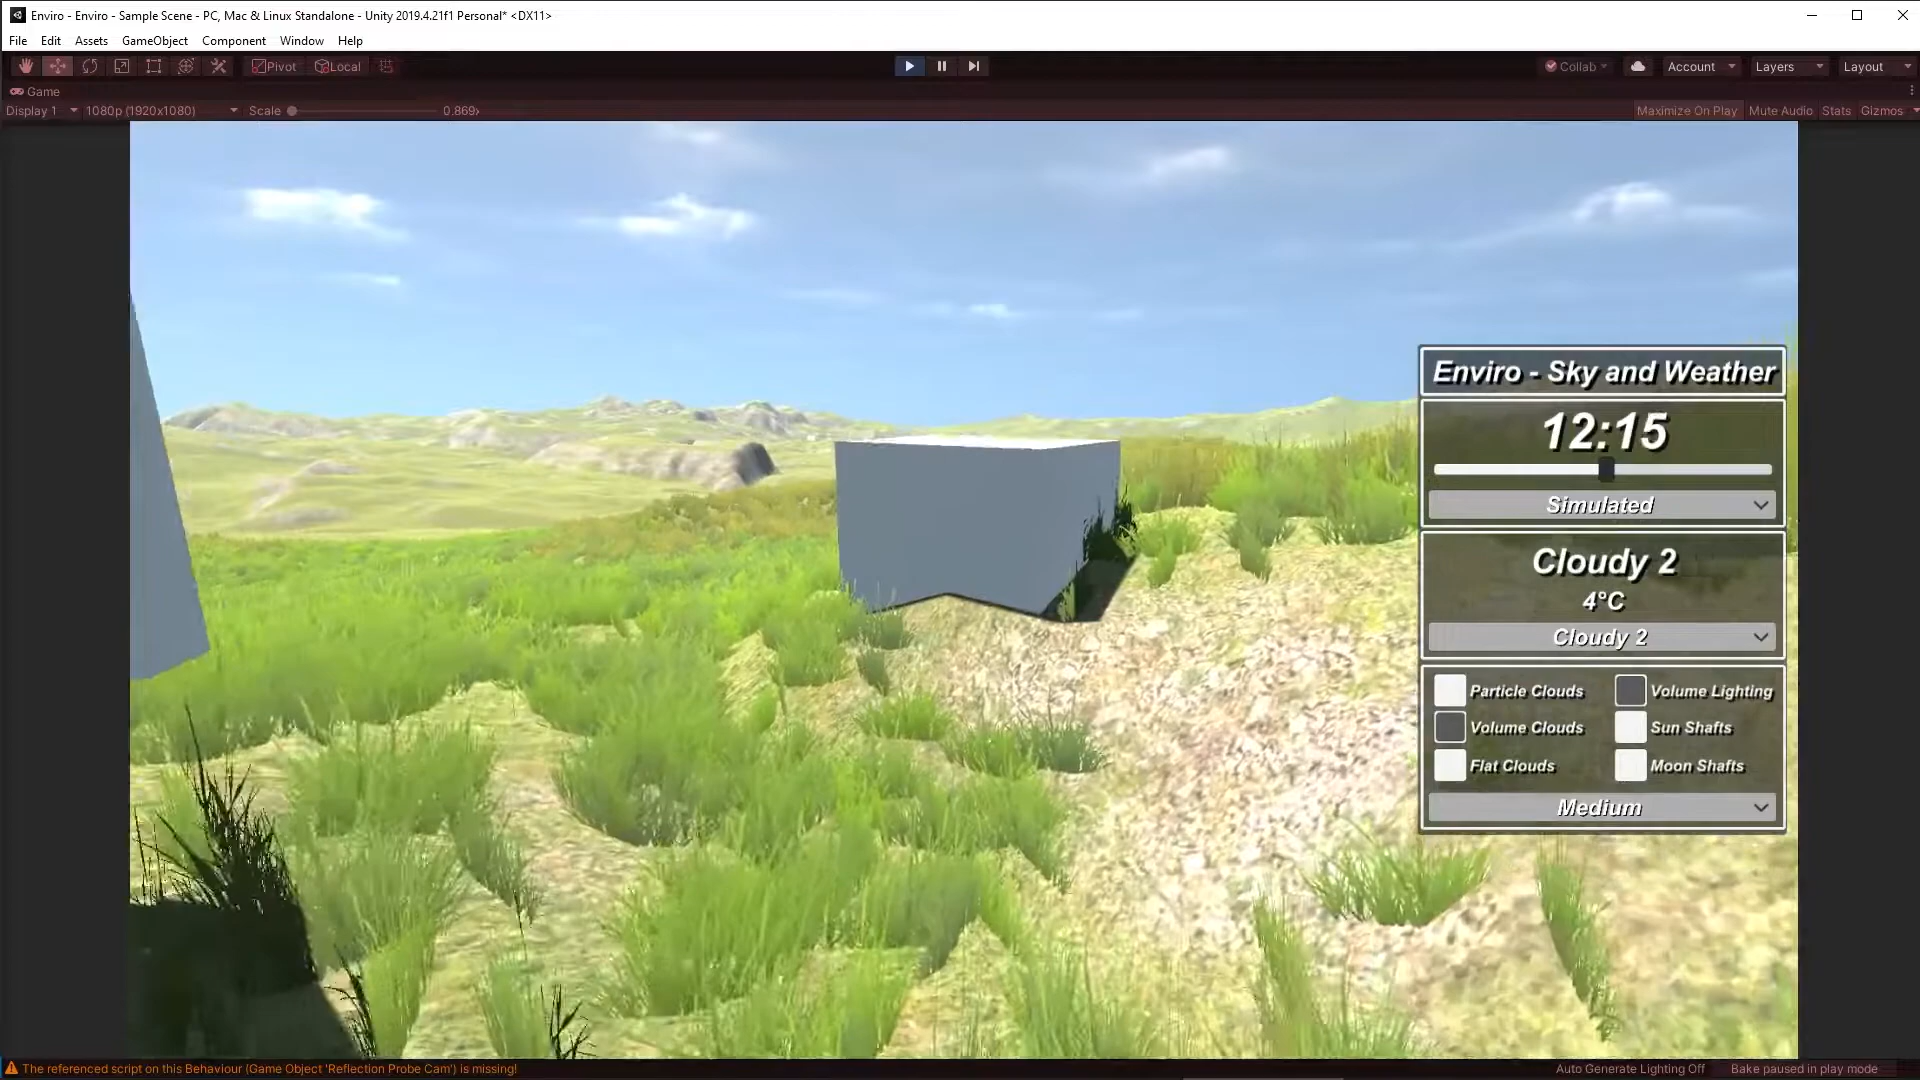 Enviro - Enviro - Sample Scene - PC, Mac & Linux Standalone - Unity 2019.4.21f1 Personal* <DX11>
File Edit Assets GameObject Component Window Help
Pivot Local Collab Account Layers Layout
Game
Display 1 1080p (1920x1080) Scale 0.869x Maximize On Play Mute Audio Stats Gizmos
Enviro - Sky and Weather
12:15
Simulated
Cloudy 2
4°C
Cloudy 2
Particle Clouds Volume Lighting
Volume Clouds Sun Shafts
Flat Clouds Moon Shafts
Medium
The referenced script on this Behaviour (Game Object 'Reflection Probe Cam') is missing! Auto Generate Lighting Off Bake paused in play mode